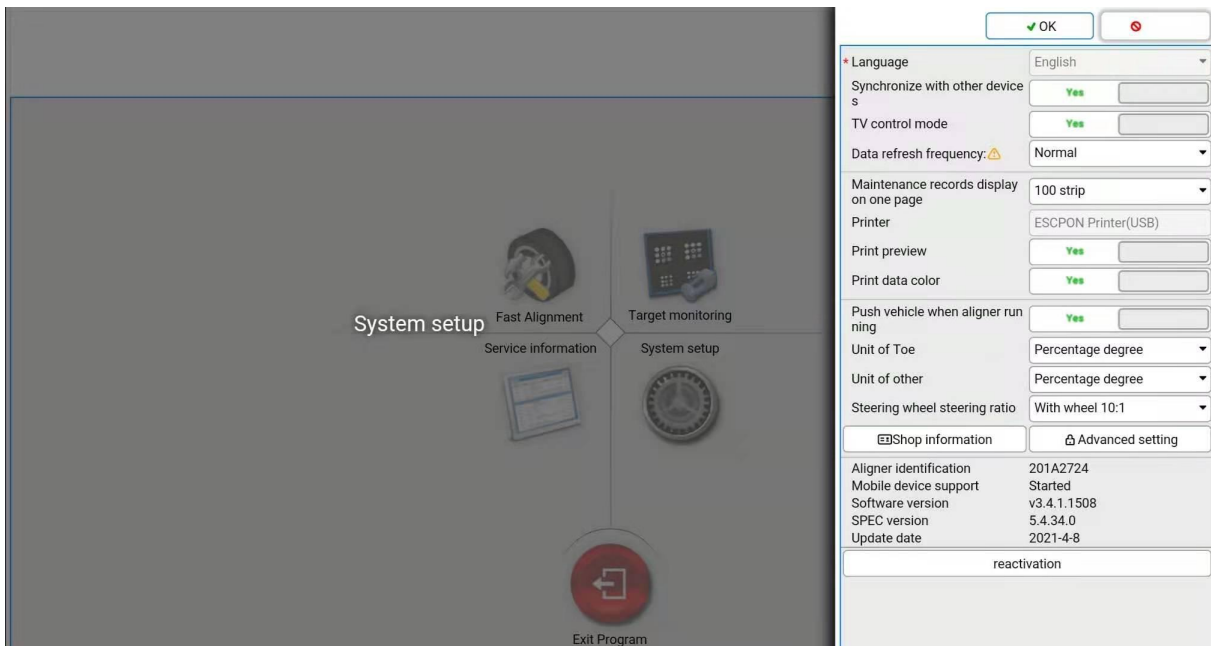 OK
* Language English
Synchronize with other device
s
Yes
TV control mode Yes
Data refresh frequency: Normal
Maintenance records display
on one page
100 strip
Printer ESCPON Printer(USB)
Print preview Yes
Print data color Yes
Push vehicle when aligner run
ning
Yes
Unit of Toe Percentage degree
Unit of other Percentage degree
Steering wheel steering ratio With wheel 10:1
Shop information Advanced setting
Aligner identification 201A2724
Mobile device support Started
Software version v3.4.1.1508
SPEC version 5.4.34.0
Update date 2021-4-8
reactivation
System setup
Fast Alignment Target monitoring
Service information System setup
Exit Program